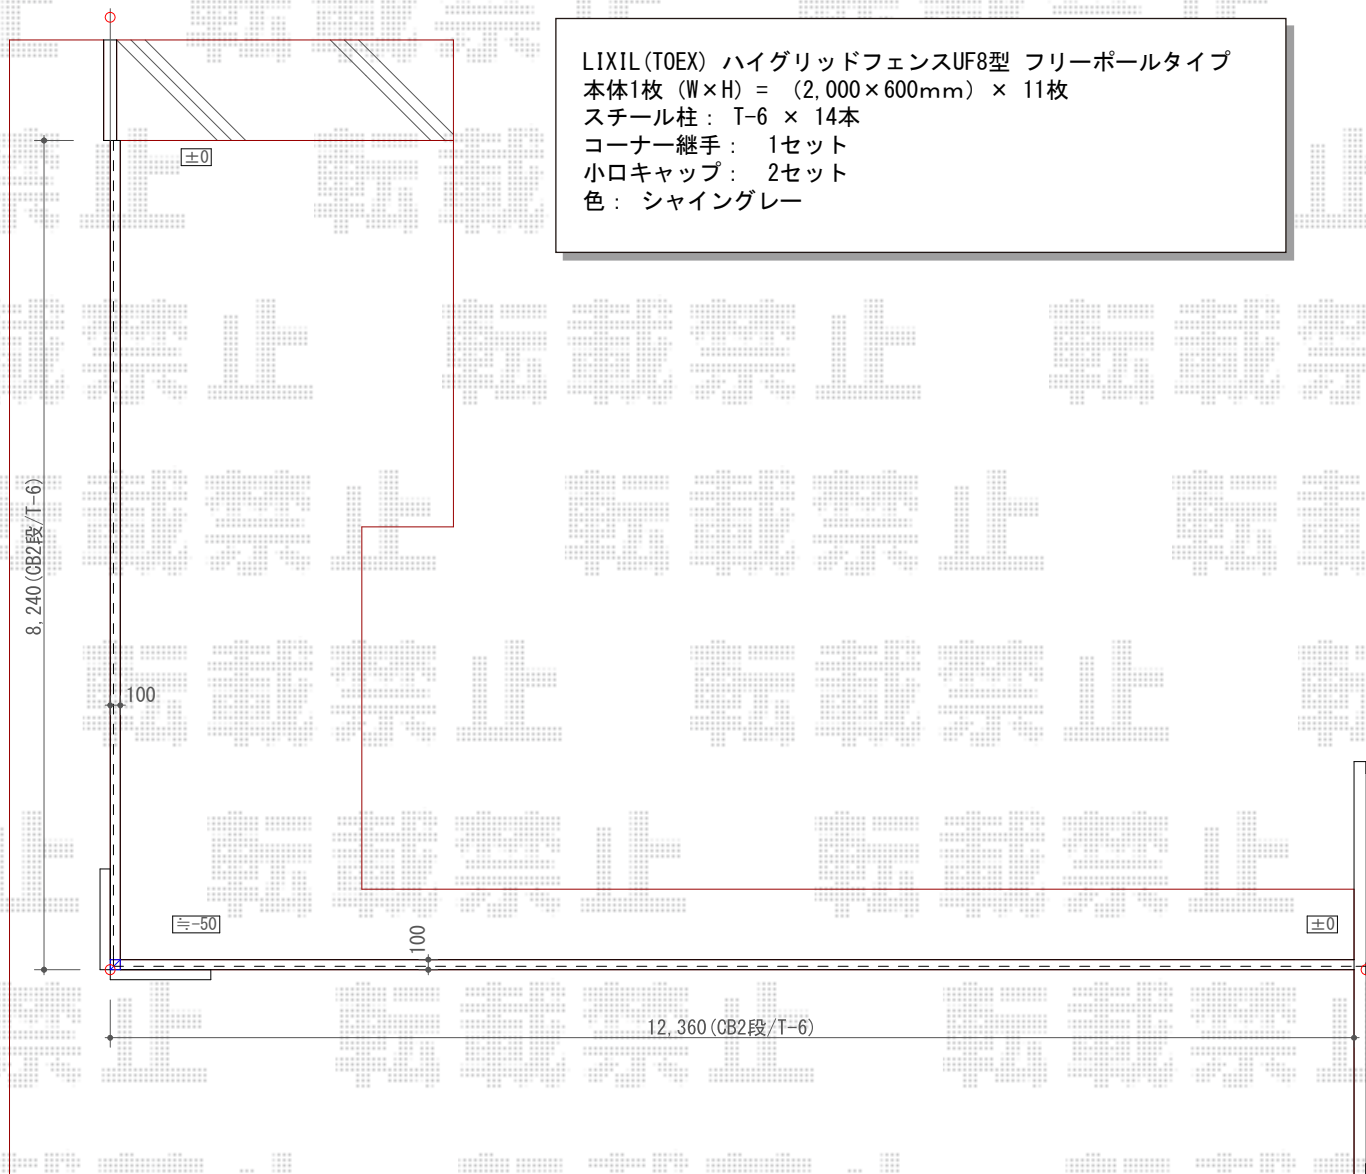 LIXIL(TOEX) ハイグリッドフェンスUF8型 フリーポールタイプ
本体1枚 (W×H) = (2,000×600mm) × 11枚
スチール柱： T-6 × 14本
コーナー継手： 1セット
小口キャップ： 2セット
色： シャイングレー
±0
8,240(CB2段/T-6)
100
≒-50
100
±0
12,360(CB2段/T-6)
転載禁止